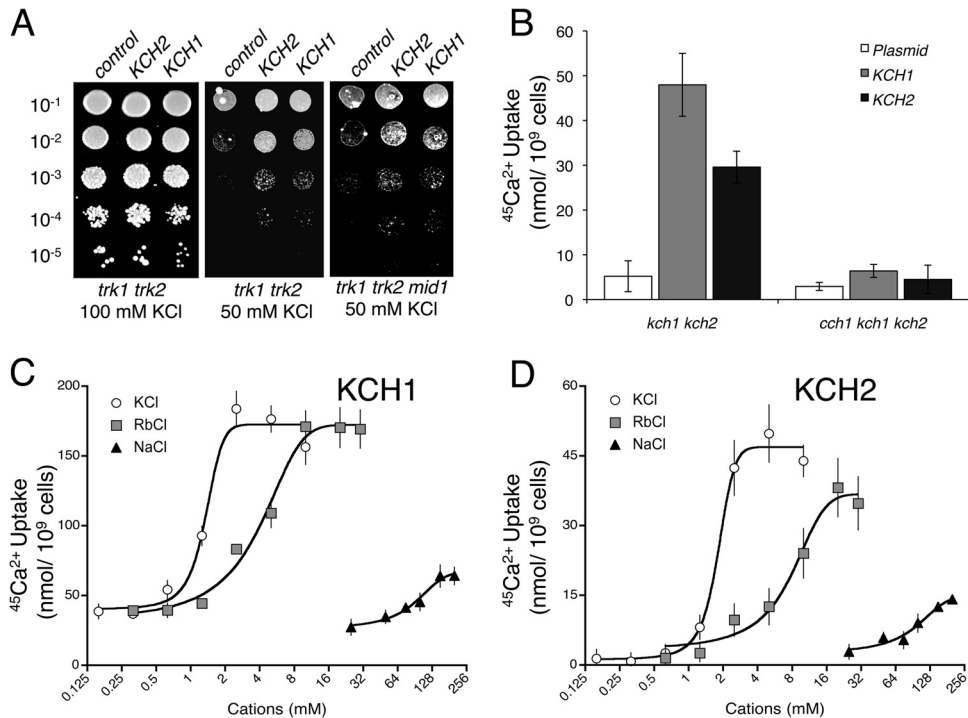 A
control
KCH2
KCH1
control
KCH2
KCH1
control
KCH2
KCH1
10-1
10-2
10-3
10-4
10-5
trk1 trk2
100 mM KCl
trk1 trk2
50 mM KCl
trk1 trk2 mid1
50 mM KCl
B
45Ca2+ Uptake
(nmol/ 109 cells)
60
50
40
30
20
10
0
Plasmid
KCH1
KCH2
kch1 kch2
cch1 kch1 kch2
C
KCH1
KCl
RbCl
NaCl
45Ca2+ Uptake
(nmol/ 109 cells)
200
150
100
50
0
0.125
0.25
0.5
1
2
4
8
16
32
64
128
256
Cations (mM)
D
KCH2
KCl
RbCl
NaCl
45Ca2+ Uptake
(nmol/ 109 cells)
60
45
30
15
0
0.125
0.25
0.5
1
2
4
8
16
32
64
128
256
Cations (mM)